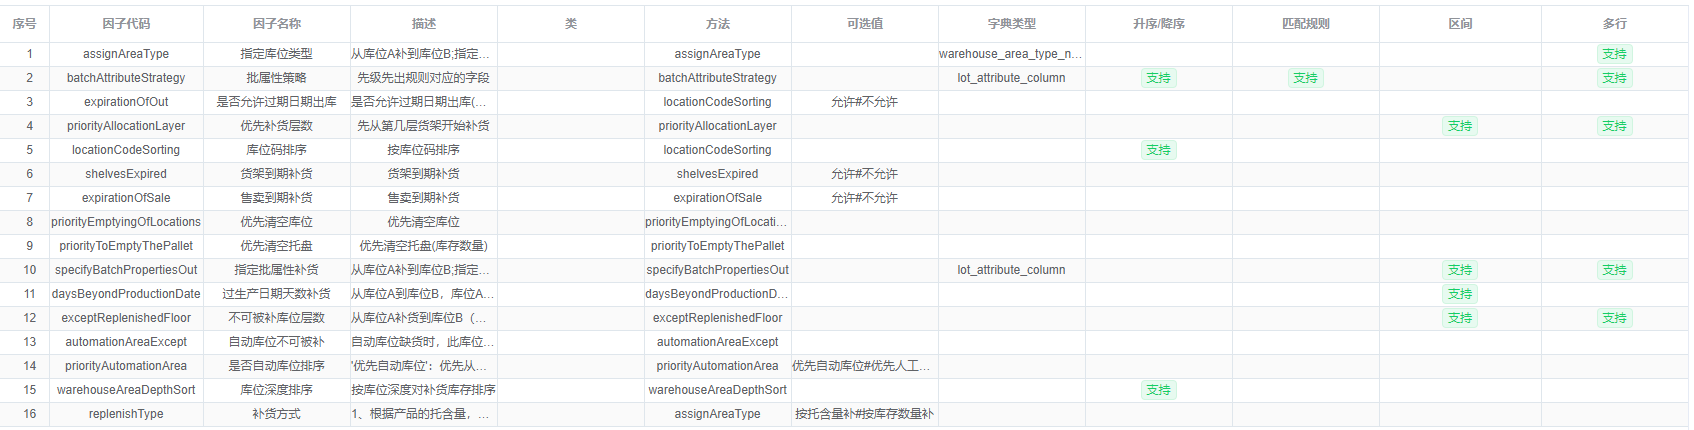 序号 因子代码 因子名称 描述 类 方法 可选值 字典类型 升序/降序 匹配规则 区间 多行
1 assignAreaType 指定库位类型 从库位A补到库位B;指定... assignAreaType warehouse_area_type_n... 支持
2 batchAttributeStrategy 批属性策略 先级先出规则对应的字段 batchAttributeStrategy lot_attribute_column 支持 支持 支持
3 expirationOfOut 是否允许过期日期出库 是否允许过期日期出库(... locationCodeSorting 允许#不允许
4 priorityAllocationLayer 优先补货层数 先从第几层货架开始补货 priorityAllocationLayer 支持 支持
5 locationCodeSorting 库位码排序 按库位码排序 locationCodeSorting 支持
6 shelvesExpired 货架到期补货 货架到期补货 shelvesExpired 允许#不允许
7 expirationOfSale 售卖到期补货 售卖到期补货 expirationOfSale 允许#不允许
8 priorityEmptyingOfLocations 优先清空库位 优先清空库位 priorityEmptyingOfLocati...
9 priorityToEmptyThePallet 优先清空托盘 优先清空托盘(库存数量) priorityToEmptyThePallet
10 specifyBatchPropertiesOut 指定批属性补货 从库位A补到库位B;指定... specifyBatchPropertiesOut lot_attribute_column 支持 支持
11 daysBeyondProductionDate 过生产日期天数补货 从库位A到库位B，库位A... daysBeyondProductionD... 支持
12 exceptReplenishedFloor 不可被补库位层数 从库位A补货到库位B（... exceptReplenishedFloor 支持 支持
13 automationAreaExcept 自动库位不可被补 自动库位缺货时，此库位... automationAreaExcept
14 priorityAutomationArea 是否自动库位排序 '优先自动库位'：优先从... priorityAutomationArea 优先自动库位#优先人工...
15 warehouseAreaDepthSort 库位深度排序 按库位深度对补货库存排序 warehouseAreaDepthSort 支持
16 replenishType 补货方式 1、根据产品的托含量，... assignAreaType 按托含量补#按库存数量补